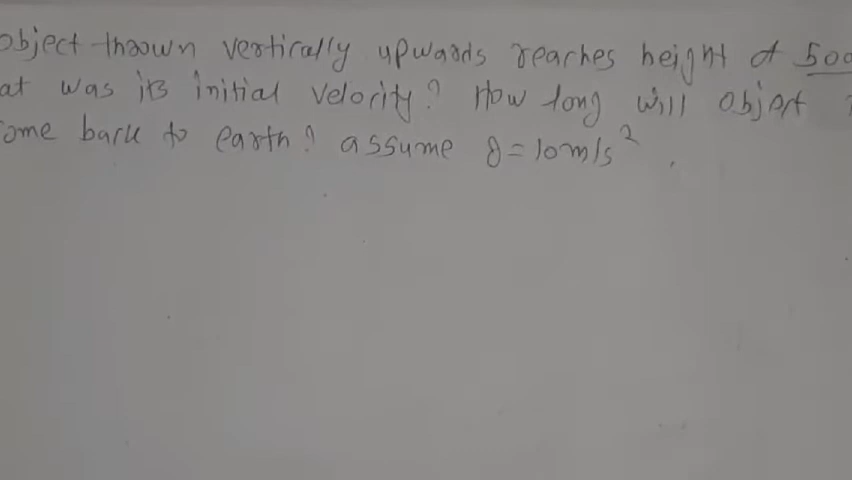 object thrown vertically upwards reaches height of 500
at was its initial velocity? How long will object
come back to earth? assume g = 10m/s²